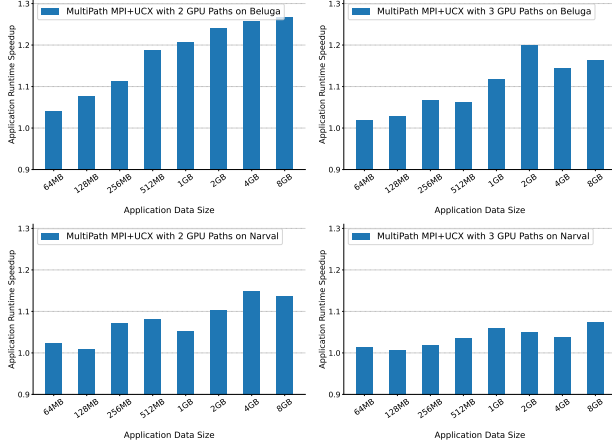 MultiPath MPI+UCX with 2 GPU Paths on Beluga
Application Runtime Speedup
1.3
1.2
1.1
1.0
0.9
64MB
128MB
256MB
512MB
1GB
2GB
4GB
8GB
Application Data Size
MultiPath MPI+UCX with 3 GPU Paths on Beluga
Application Runtime Speedup
1.3
1.2
1.1
1.0
0.9
64MB
128MB
256MB
512MB
1GB
2GB
4GB
8GB
Application Data Size
MultiPath MPI+UCX with 2 GPU Paths on Narval
Application Runtime Speedup
1.3
1.2
1.1
1.0
0.9
64MB
128MB
256MB
512MB
1GB
2GB
4GB
8GB
Application Data Size
MultiPath MPI+UCX with 3 GPU Paths on Narval
Application Runtime Speedup
1.3
1.2
1.1
1.0
0.9
64MB
128MB
256MB
512MB
1GB
2GB
4GB
8GB
Application Data Size